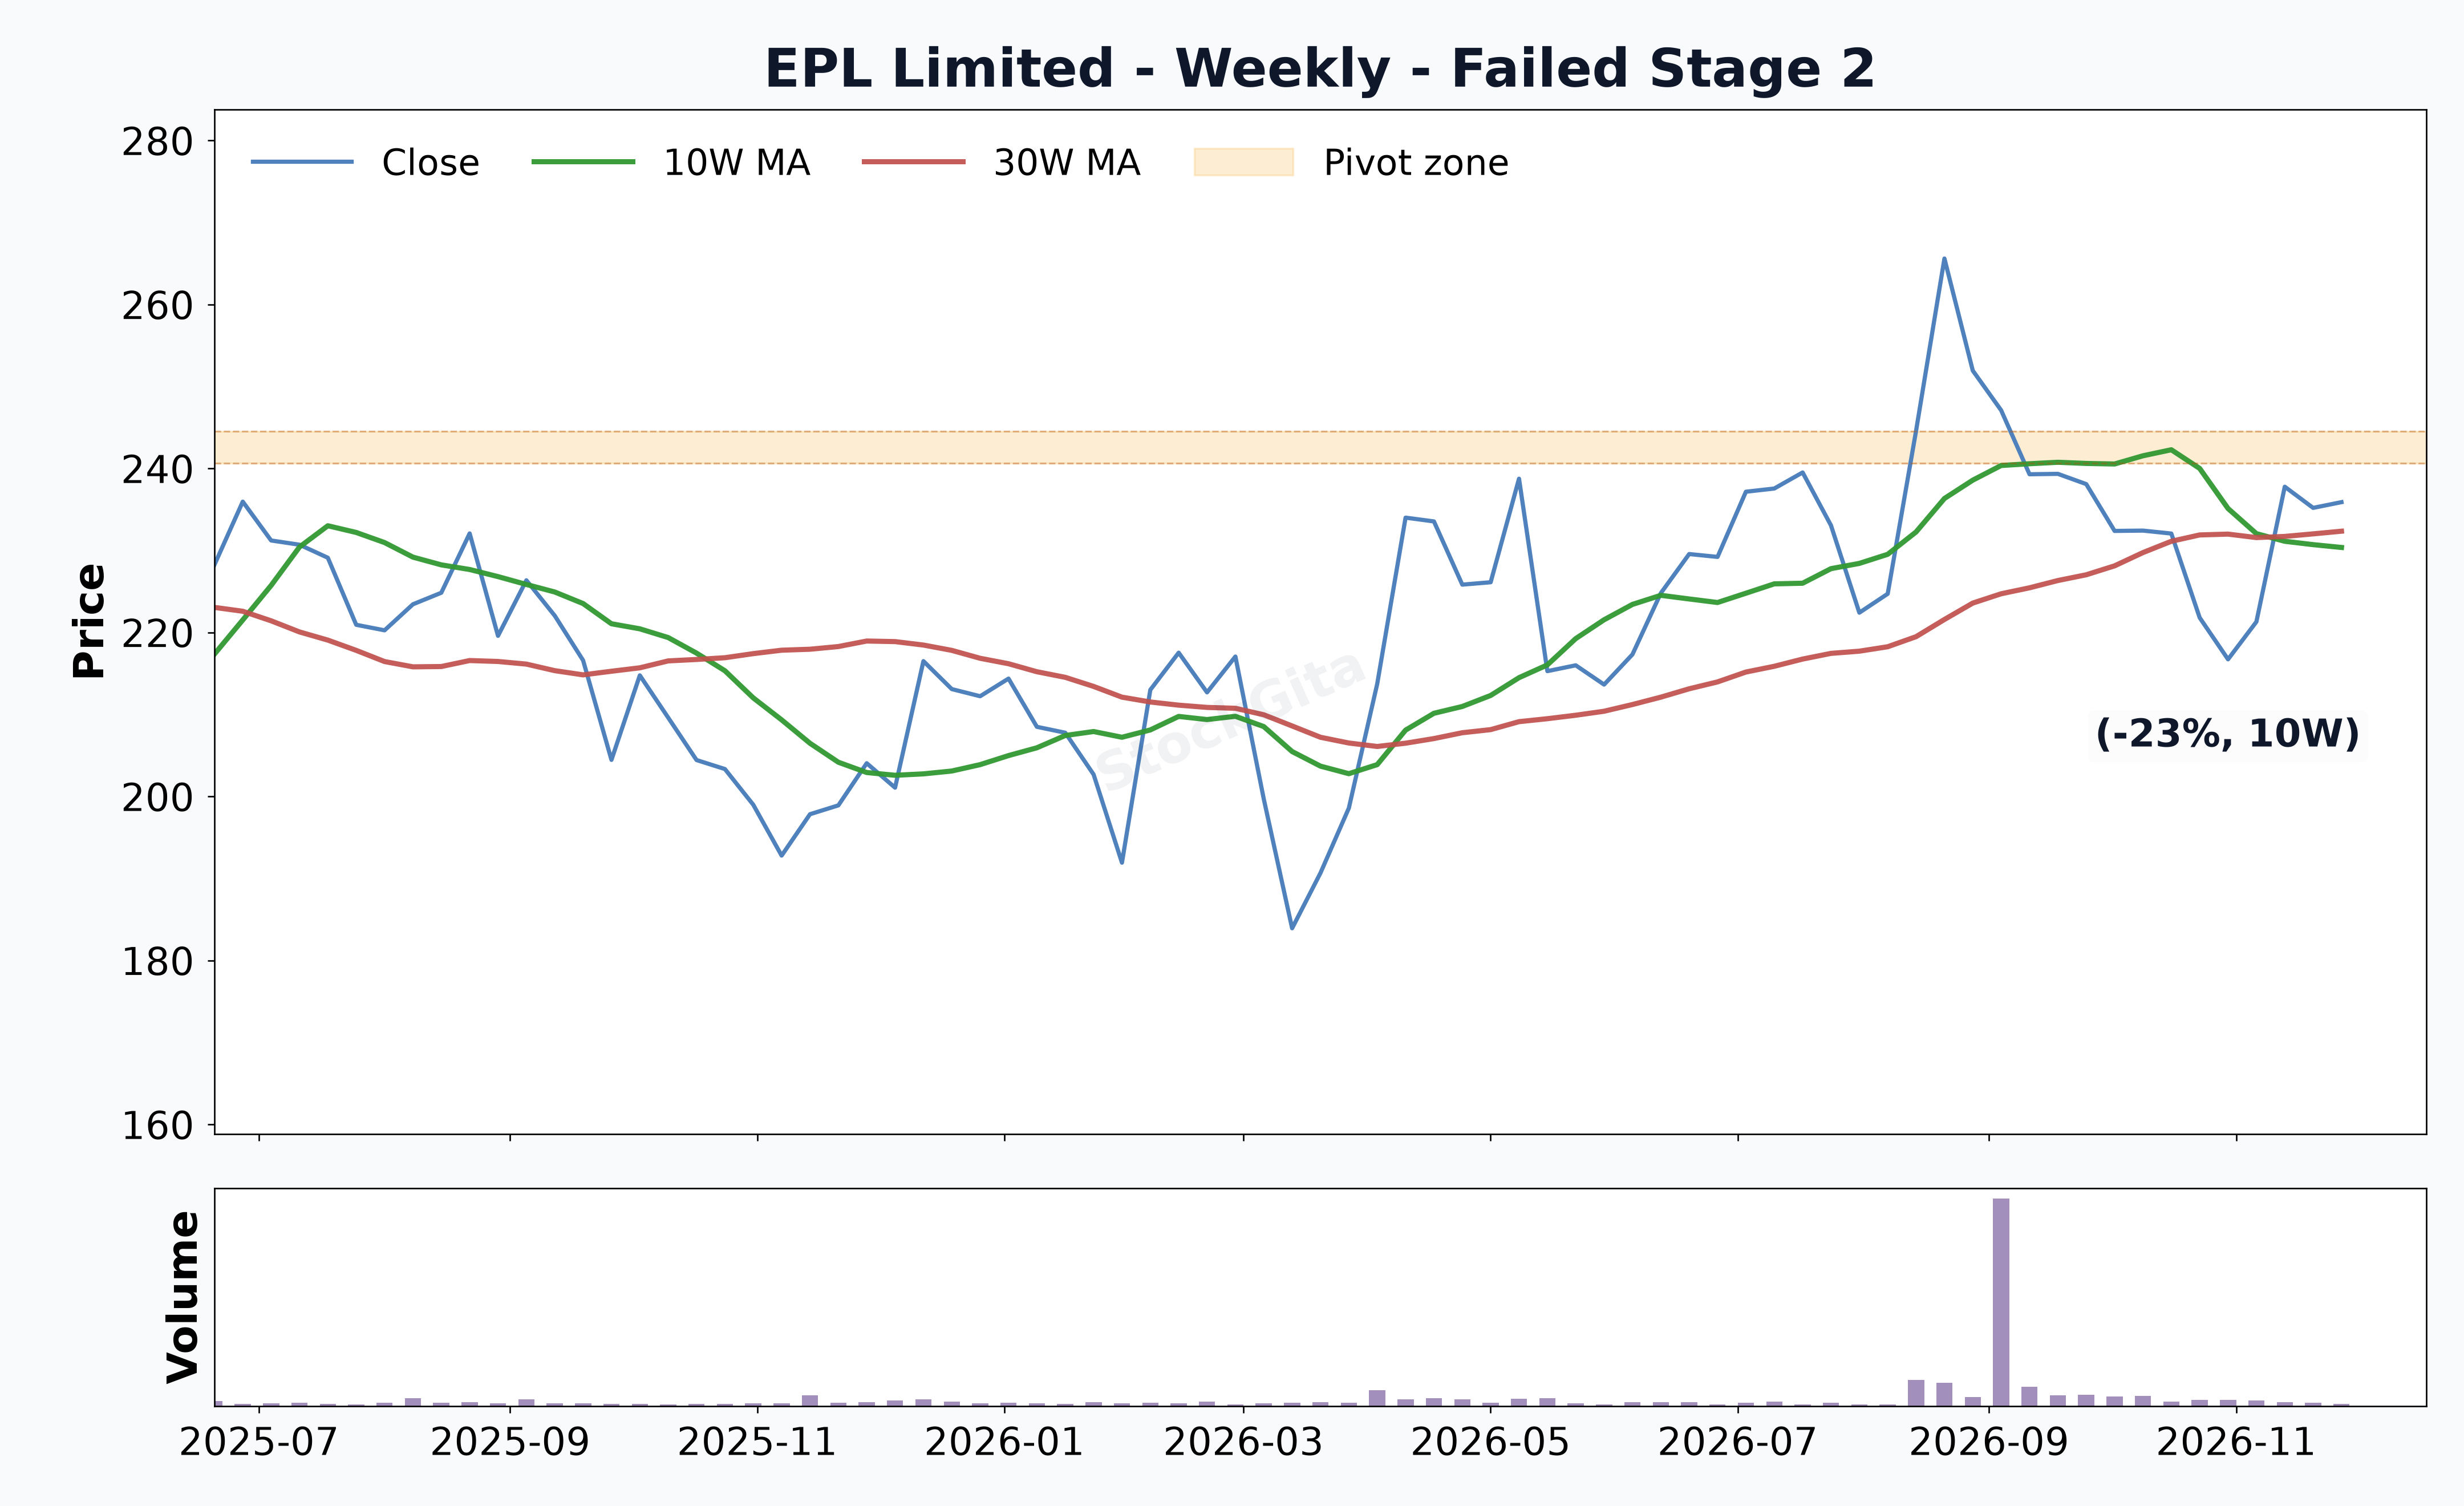 EPL Limited - Weekly - Failed Stage 2
Close 10W MA 30W MA Pivot zone
Price
280
260
240
220
200
180
160
StockGita
(-23%, 10W)
Volume
2025-07 2025-09 2025-11 2026-01 2026-03 2026-05 2026-07 2026-09 2026-11